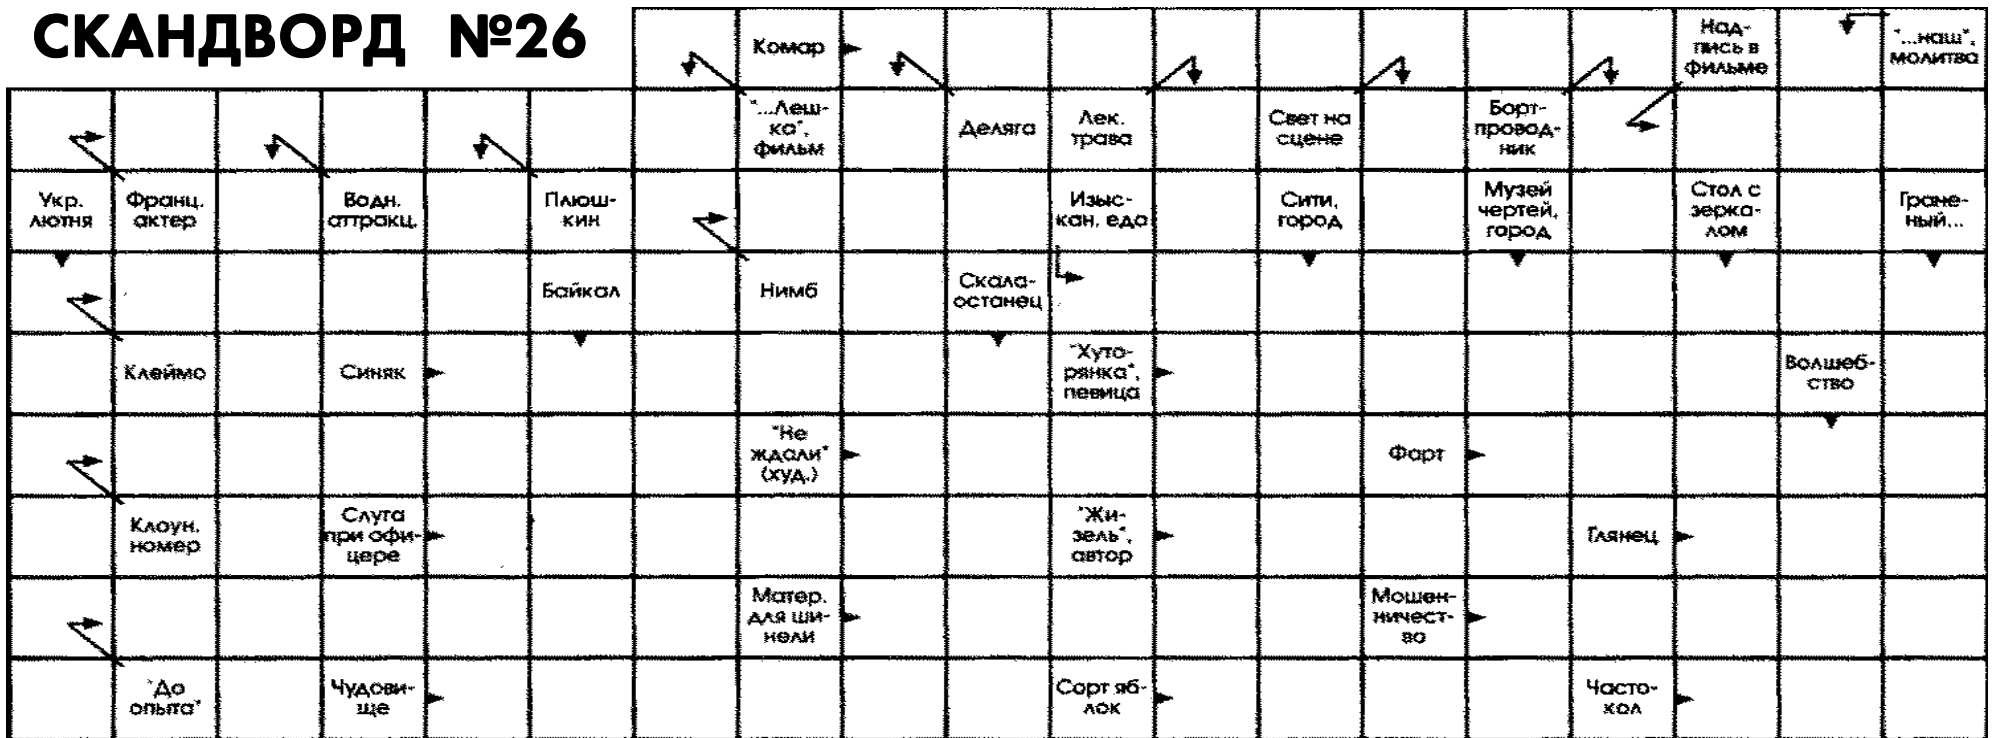 СКАНДВОРД №26
Комар
Над-
пись в
фильме
"...наш",
молитва
"...Леш-
ка",
фильм
Деляга
Лек.
трава
Свет на
сцене
Борт-
провод-
ник
Укр.
лютня
Франц.
актер
Водн.
аттракц.
Плюш-
кин
Изыс-
кан. еда
Сити,
город
Музей
чертей,
город
Стол с
зерка-
лом
Гране-
ный...
Байкал
Нимб
Скала-
останец
Клеймо
Синяк
"Хуто-
рянка",
певица
Волшеб-
ство
"Не
ждали"
(худ.)
Фарт
Клоун.
номер
Слуга
при офи-
цере
"Жи-
зель",
автор
Глянец
Матер.
для ши-
нели
Мошен-
ничест-
во
"До
опыта"
Чудови-
ще
Сорт яб-
лок
Часто-
кол